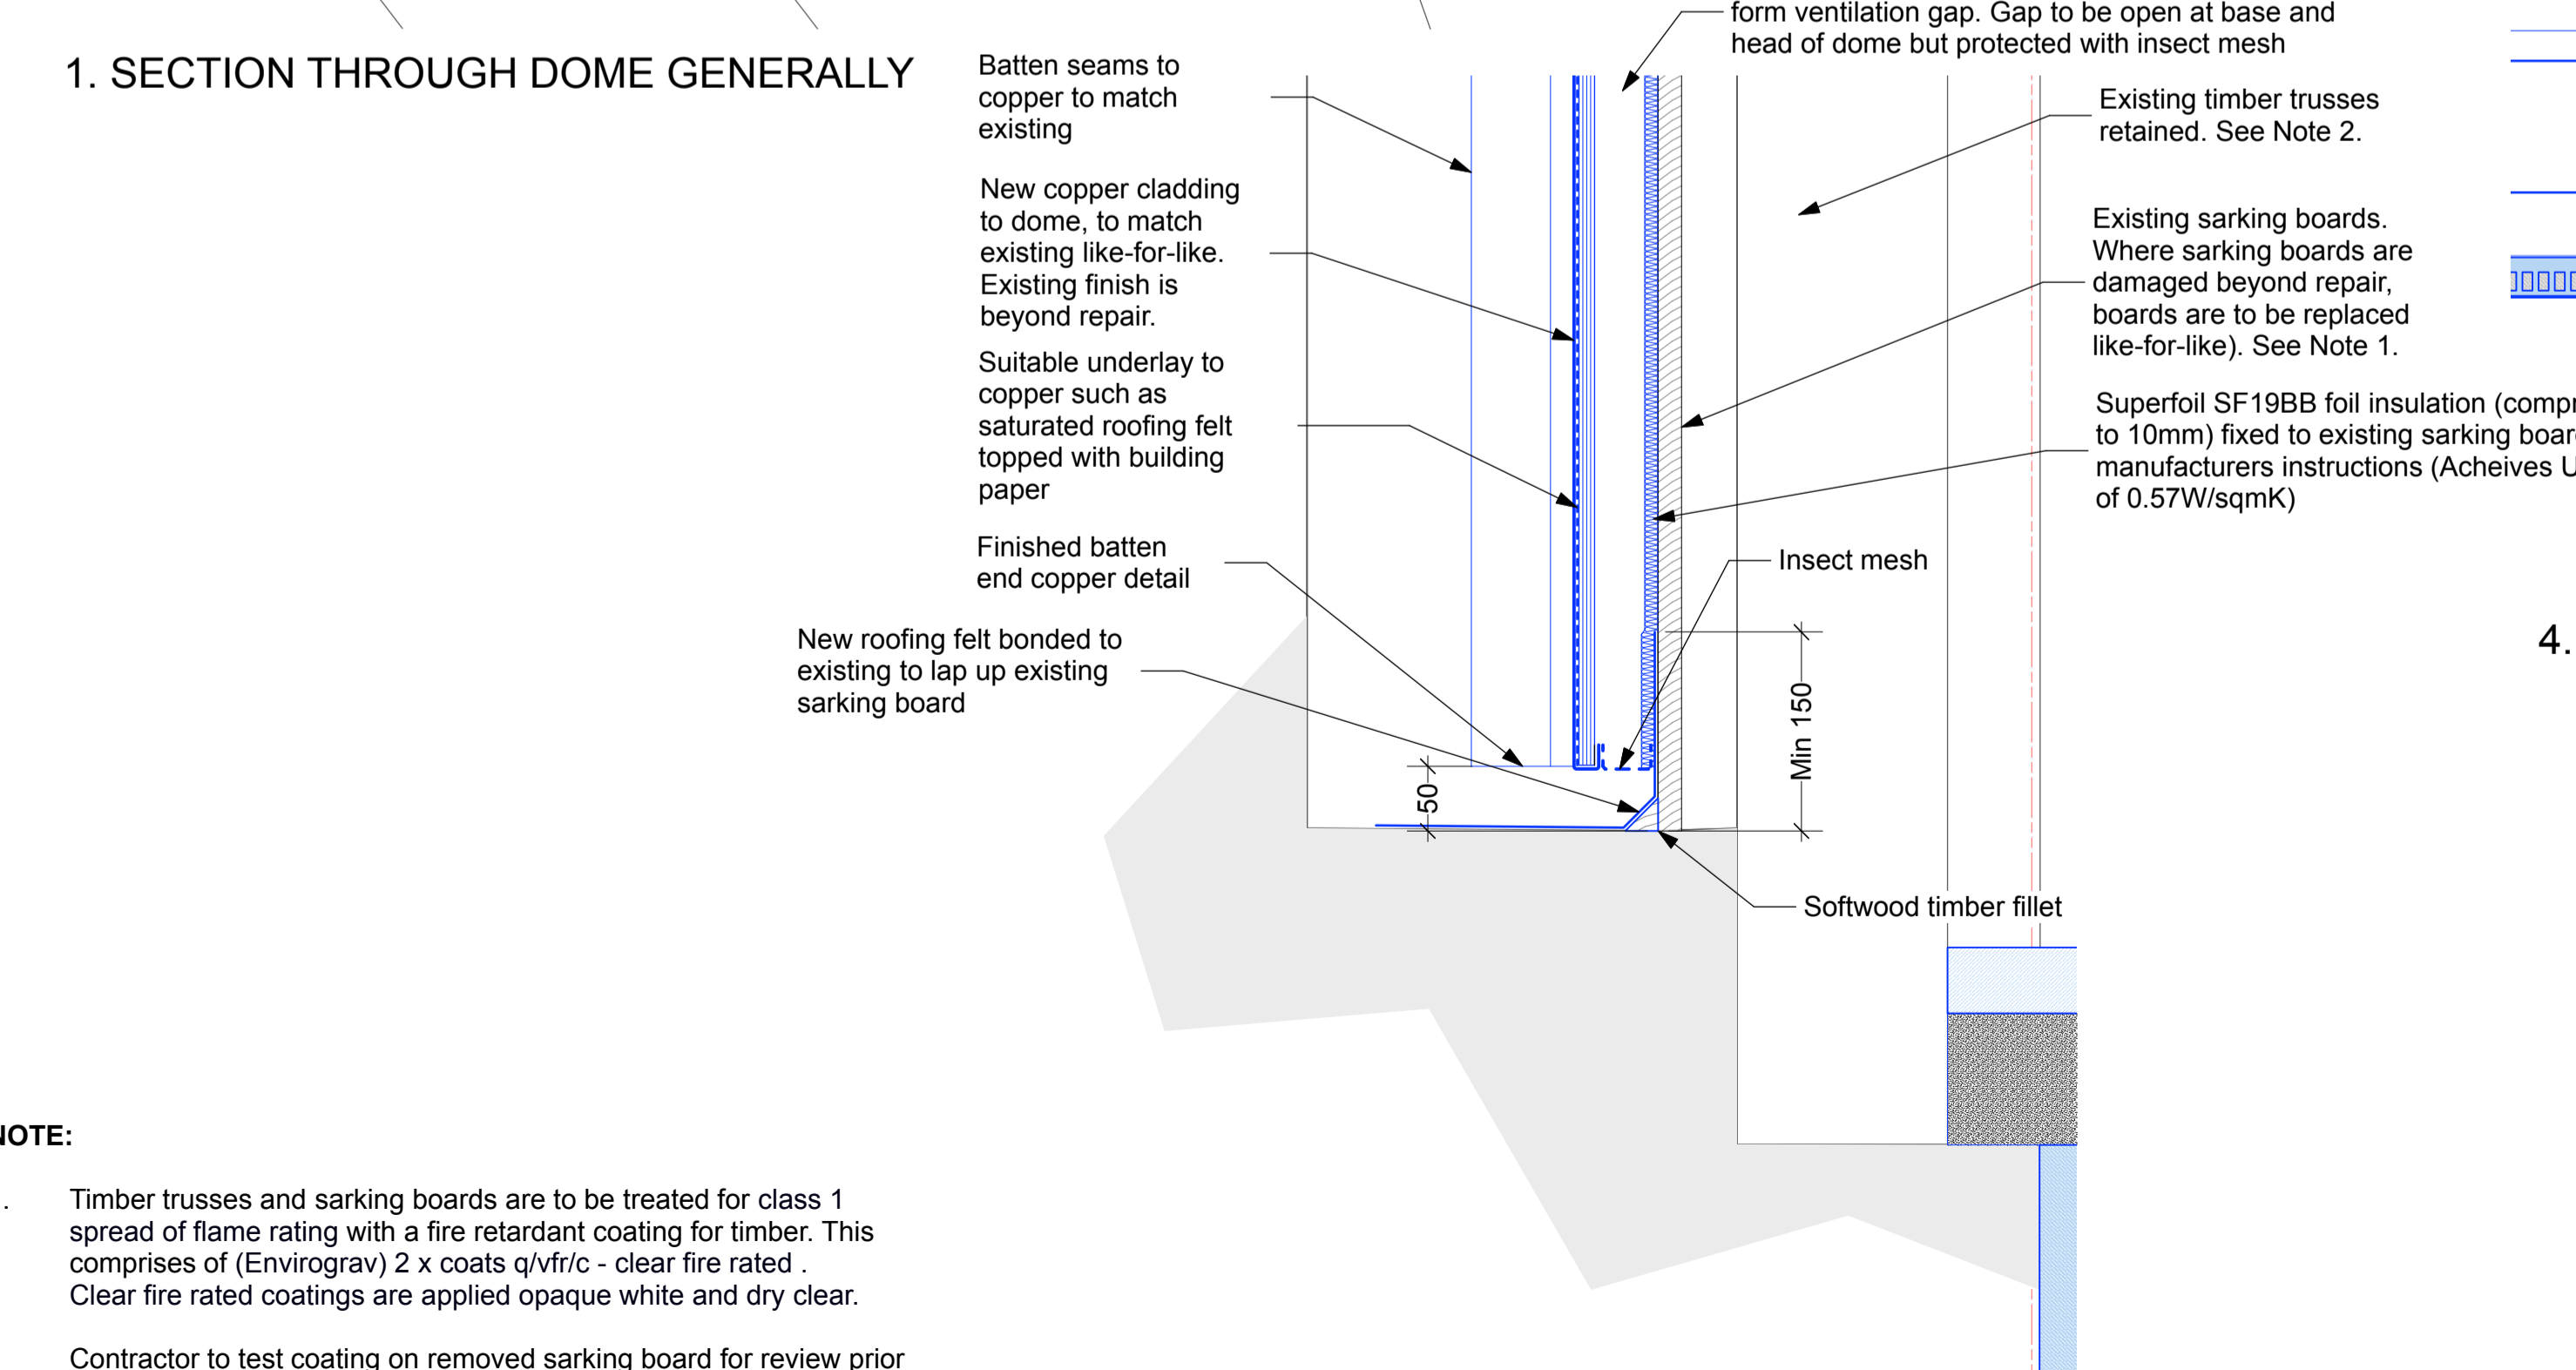 1. SECTION THROUGH DOME GENERALLY
Batten seams to
copper to match
existing
New copper cladding
to dome, to match
existing like-for-like.
Existing finish is
beyond repair.
Suitable underlay to
copper such as
saturated roofing felt
topped with building
paper
Finished batten
end copper detail
New roofing felt bonded to
existing to lap up existing
sarking board
form ventilation gap. Gap to be open at base and
head of dome but protected with insect mesh
Existing timber trusses
retained. See Note 2.
Existing sarking boards.
Where sarking boards are
damaged beyond repair,
boards are to be replaced
like-for-like). See Note 1.
Superfoil SF19BB foil insulation
to 10mm) fixed to existing sarking
manufacturers instructions (Acheives
of 0.57W/sqmK)
Insect mesh
Min 150
50
Softwood timber fillet
4.
NOTE:
Timber trusses and sarking boards are to be treated for class 1
spread of flame rating with a fire retardant coating for timber. This
comprises of (Envirograv) 2 x coats q/vfr/c - clear fire rated .
Clear fire rated coatings are applied opaque white and dry clear.
Contractor to test coating on removed sarking board for review prior